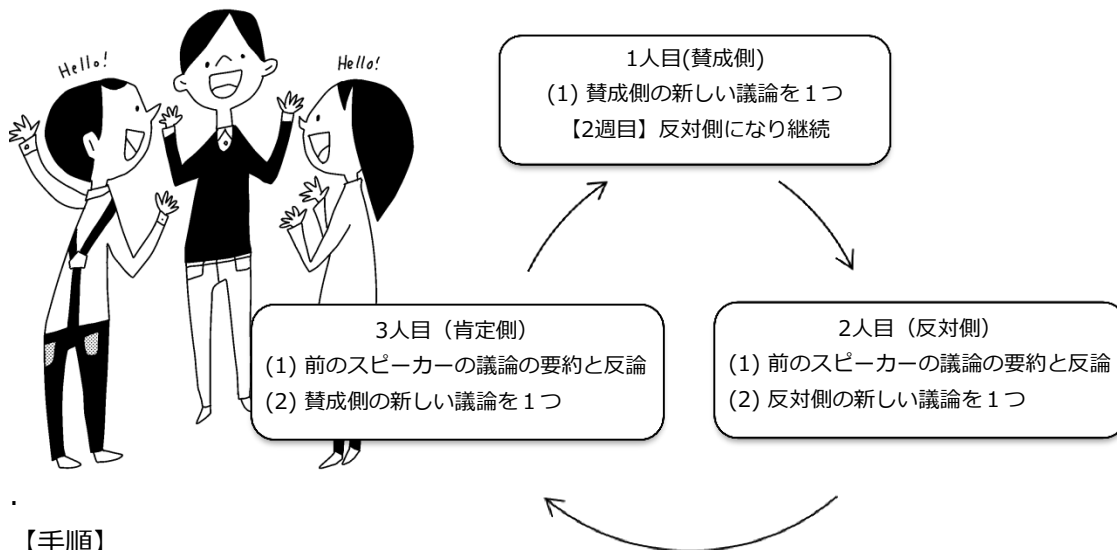 Hello!
Hello!
1人目(賛成側)
(1) 賛成側の新しい議論を１つ
【2週目】反対側になり継続
3人目（肯定側）
(1) 前のスピーカーの議論の要約と反論
(2) 賛成側の新しい議論を１つ
2人目（反対側）
(1) 前のスピーカーの議論の要約と反論
(2) 反対側の新しい議論を１つ
.
【手順】